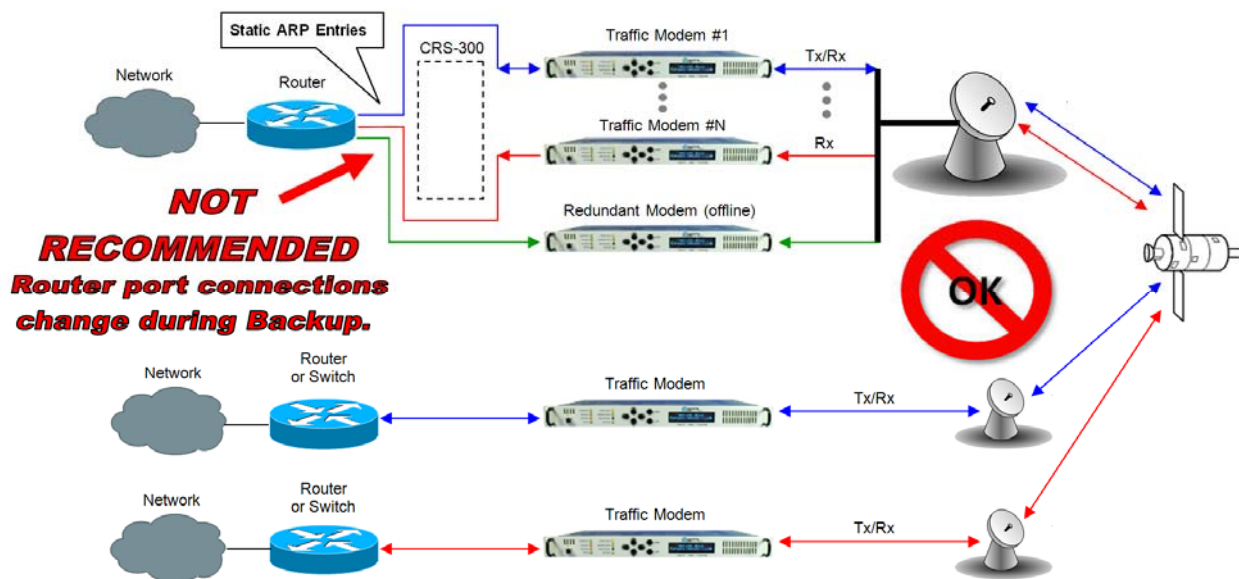 Static ARP Entries
CRS-300
Traffic Modem #1
Tx/Rx
Network
Router
Traffic Modem #N
Rx
NOT
RECOMMENDED
Router port connections
change during Backup.
Redundant Modem (offline)
OK
Network
Router
or Switch
Traffic Modem
Tx/Rx
Network
Router
or Switch
Traffic Modem
Tx/Rx